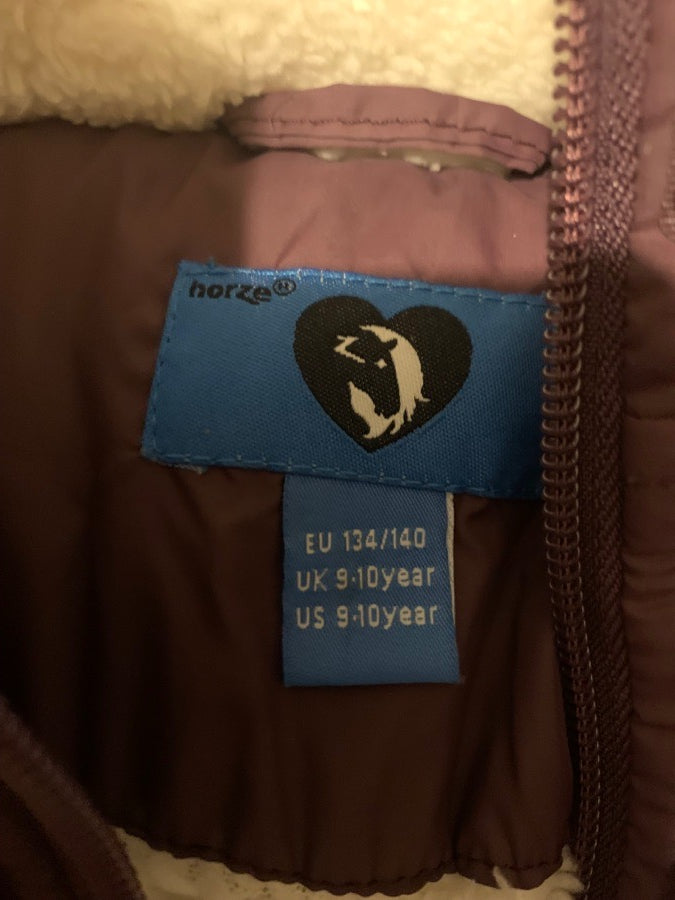 horze®
EU 134/140
UK 9-10year
US 9-10year